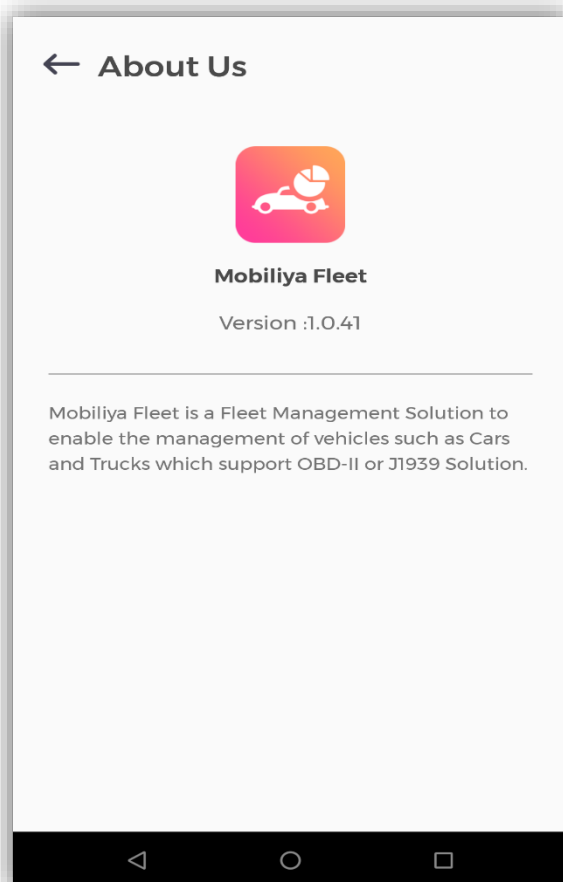 About Us
Mobiliya Fleet
Version :1.0.41
Mobiliya Fleet is a Fleet Management Solution to
enable the management of vehicles such as Cars
and Trucks which support OBD-II or J1939 Solution.